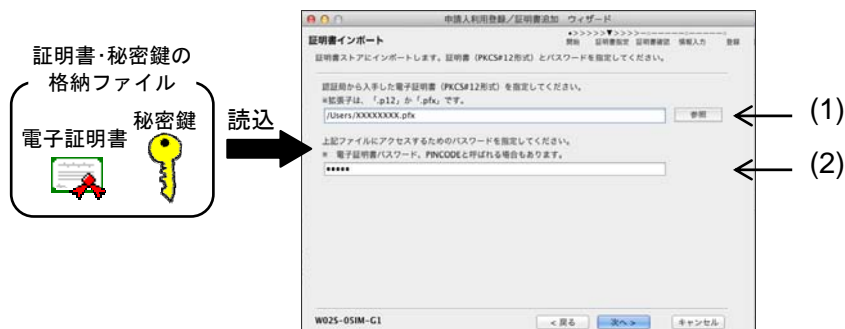 証明書･秘密鍵の
格納ファイル
電子証明書
秘密鍵
読込
申請人利用登録／証明書追加 ウィザード
証明書インポート
•>>>>>▼>>>>-:------:------:
開始 証明書指定 証明書確認 情報入力 登録
証明書ストアにインポートします。証明書（PKCS#12形式）とパスワードを指定してください。
認証局から入手した電子証明書（PKCS#12形式）を指定してください。
※拡張子は、「.p12」か「.pfx」です。
/Users/XXXXXXXX.pfx
参照
(1)
上記ファイルにアクセスするためのパスワードを指定してください。
※ 電子証明書パスワード、PINCODEと呼ばれる場合もあります。
•••••
(2)
W025-05IM-G1
< 戻る
次へ >
キャンセル